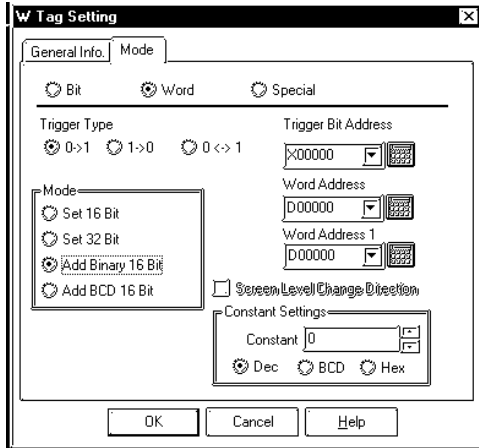 W Tag Setting
General Info. Mode
Bit Word Special
Trigger Type
0->1 1->0 0 <-> 1
Trigger Bit Address
X00000
Word Address
D00000
Word Address 1
D00000
Mode
Set 16 Bit
Set 32 Bit
Add Binary 16 Bit
Add BCD 16 Bit
Screen Level Change Direction
Constant Settings
Constant 0
Dec BCD Hex
OK Cancel Help